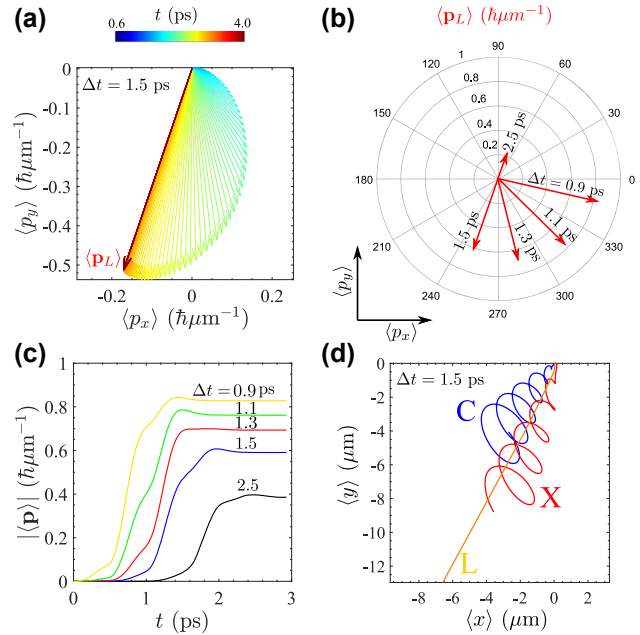 (a)
t (ps)
0.6 4.0
Δt = 1.5 ps
0
-0.1
-0.2
-0.3
-0.4
-0.5
⟨p_y⟩ (ħμm⁻¹)
⟨p_L⟩
-0.2 0 0.2
⟨p_x⟩ (ħμm⁻¹)
(b)
⟨p_L⟩ (ħμm⁻¹)
90
120 60
150 30
180 0
210 330
240 300
270
1
0.8
0.6
0.4
0.2
2.5 ps
Δt = 0.9 ps
1.1 ps
1.3 ps
1.5 ps
⟨p_y⟩
⟨p_x⟩
(c)
1
0.8
0.6
0.4
0.2
0
|⟨p⟩| (ħμm⁻¹)
Δt = 0.9 ps
1.1
1.3
1.5
2.5
0 1 2 3
t (ps)
(d)
Δt = 1.5 ps
0
-2
-4
-6
-8
-10
-12
⟨y⟩ (μm)
C
X
L
-8 -6 -4 -2 0 2
⟨x⟩ (μm)